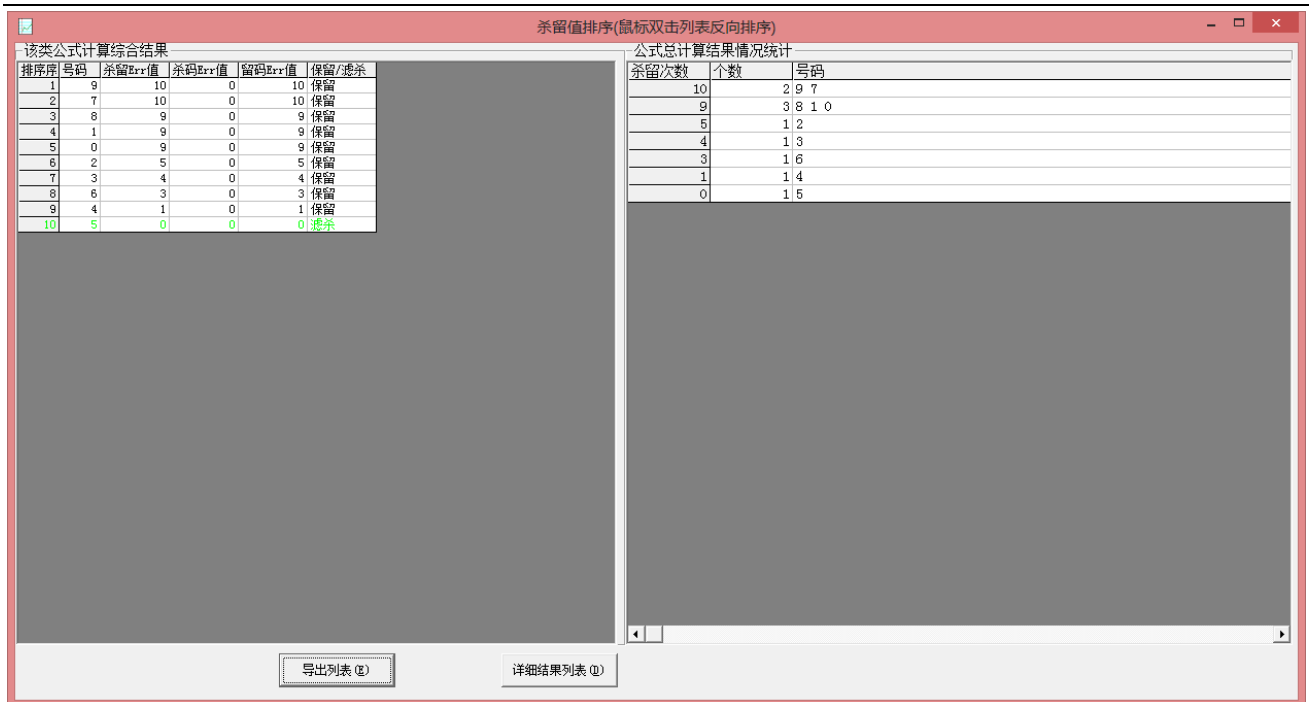 杀留值排序(鼠标双击列表反向排序)
该类公式计算综合结果
排序序 号码 杀留Err值 杀码Err值 留码Err值 保留/滤杀
1 9 10 0 10 保留
2 7 10 0 10 保留
3 8 9 0 9 保留
4 1 9 0 9 保留
5 0 9 0 9 保留
6 2 5 0 5 保留
7 3 4 0 4 保留
8 6 3 0 3 保留
9 4 1 0 1 保留
10 5 0 0 0 滤杀
公式总计算结果情况统计
杀留次数 个数 号码
10 2 9 7
9 3 8 1 0
5 1 2
4 1 3
3 1 6
1 1 4
0 1 5
导出列表(E) 详细结果列表(D)